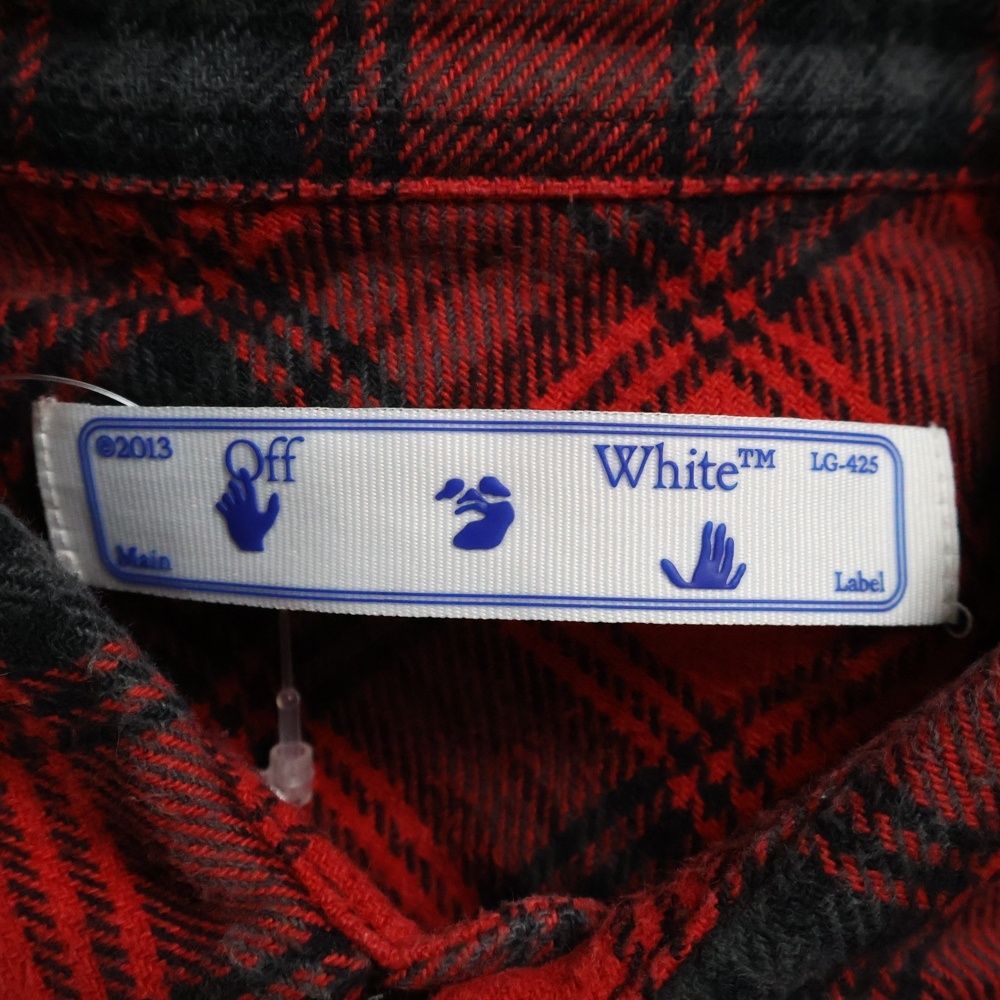 ©2013 Off White™ LG-425
Main Label